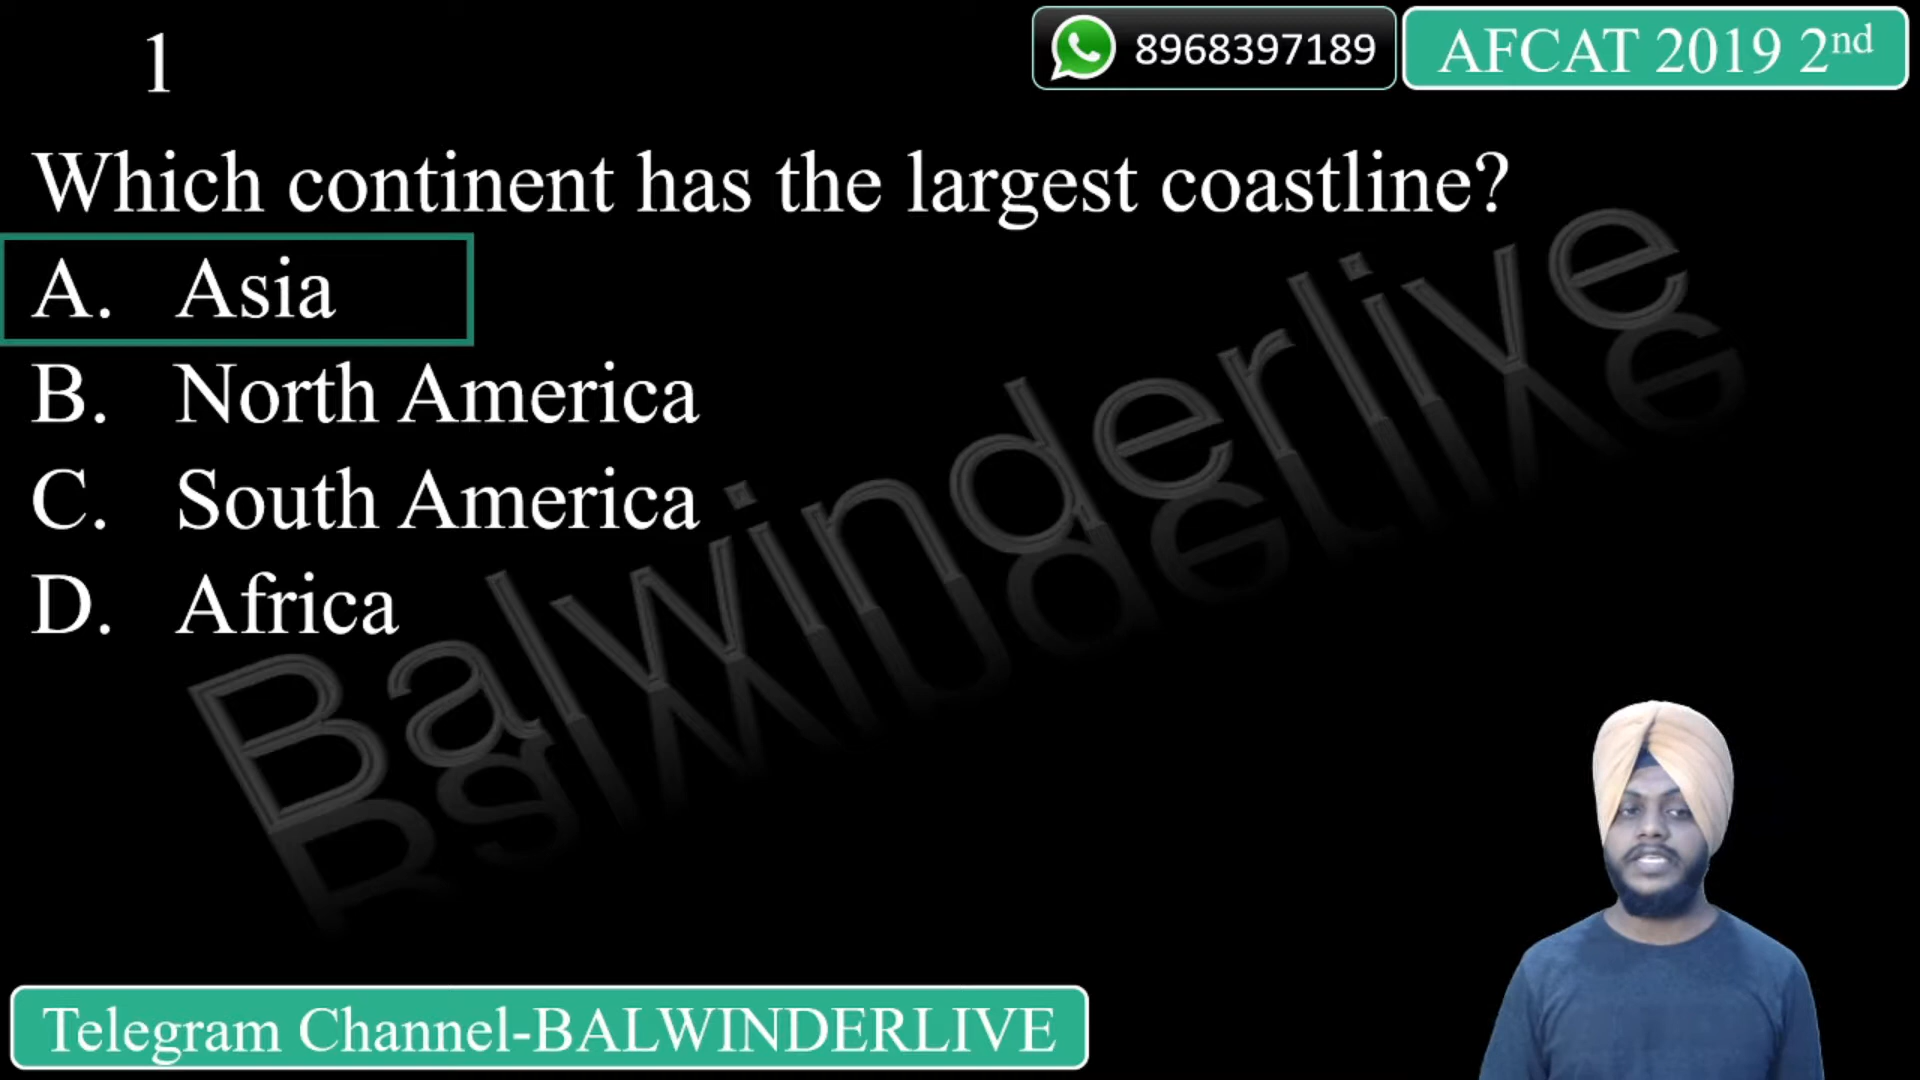 1
8968397189
AFCAT 2019 2nd
Which continent has the largest coastline?
A. Asia
B. North America
C. South America
D. Africa
Balwinderlive
Telegram Channel-BALWINDERLIVE